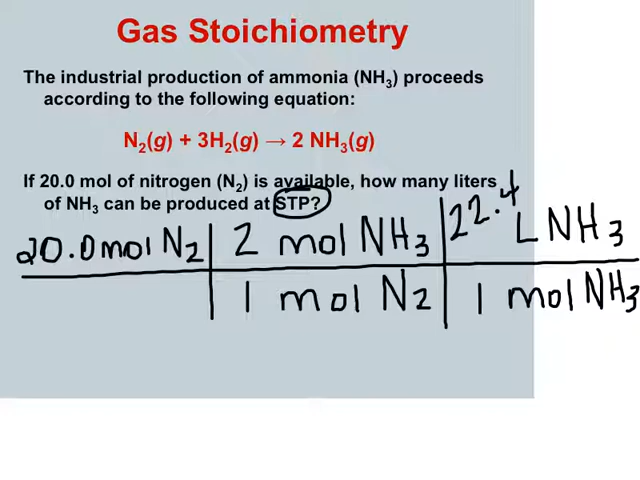 Gas Stoichiometry
The industrial production of ammonia (NH₃) proceeds
according to the following equation:
N₂(g) + 3H₂(g) → 2 NH₃(g)
If 20.0 mol of nitrogen (N₂) is available, how many liters
of NH₃ can be produced at STP?
20.0 mol N₂ 2 mol NH₃ 22.4 L NH₃
1 mol N₂ 1 mol NH₃